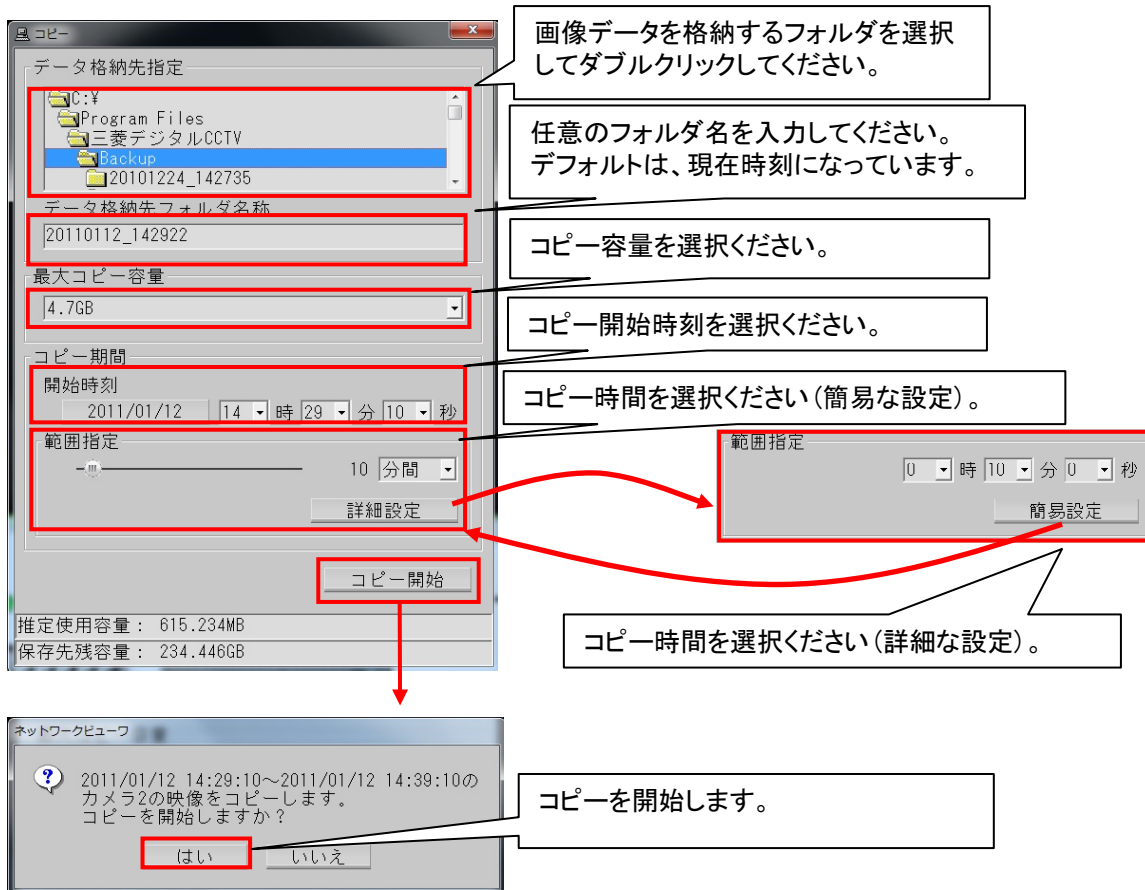 コピー
データ格納先指定
C:¥
Program Files
三菱デジタルCCTV
Backup
20101224_142735
データ格納先フォルダ名称
20110112_142922
最大コピー容量
4.7GB
コピー期間
開始時刻
2011/01/12 14 時 29 分 10 秒
範囲指定
10 分間
詳細設定
コピー開始
推定使用容量： 615.234MB
保存先残容量： 234.446GB
画像データを格納するフォルダを選択
してダブルクリックしてください。
任意のフォルダ名を入力してください。
デフォルトは、現在時刻になっています。
コピー容量を選択ください。
コピー開始時刻を選択ください。
コピー時間を選択ください（簡易な設定）。
範囲指定
0 時 10 分 0 秒
簡易設定
コピー時間を選択ください（詳細な設定）。
ネットワークビューワ
2011/01/12 14:29:10～2011/01/12 14:39:10の
カメラ2の映像をコピーします。
コピーを開始しますか？
はい いいえ
コピーを開始します。